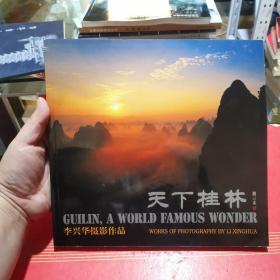 天下桂林
GUILIN, A WORLD FAMOUS WONDER
李兴华摄影作品
WORKS OF PHOTOGRAPHY BY LI XINGHUA